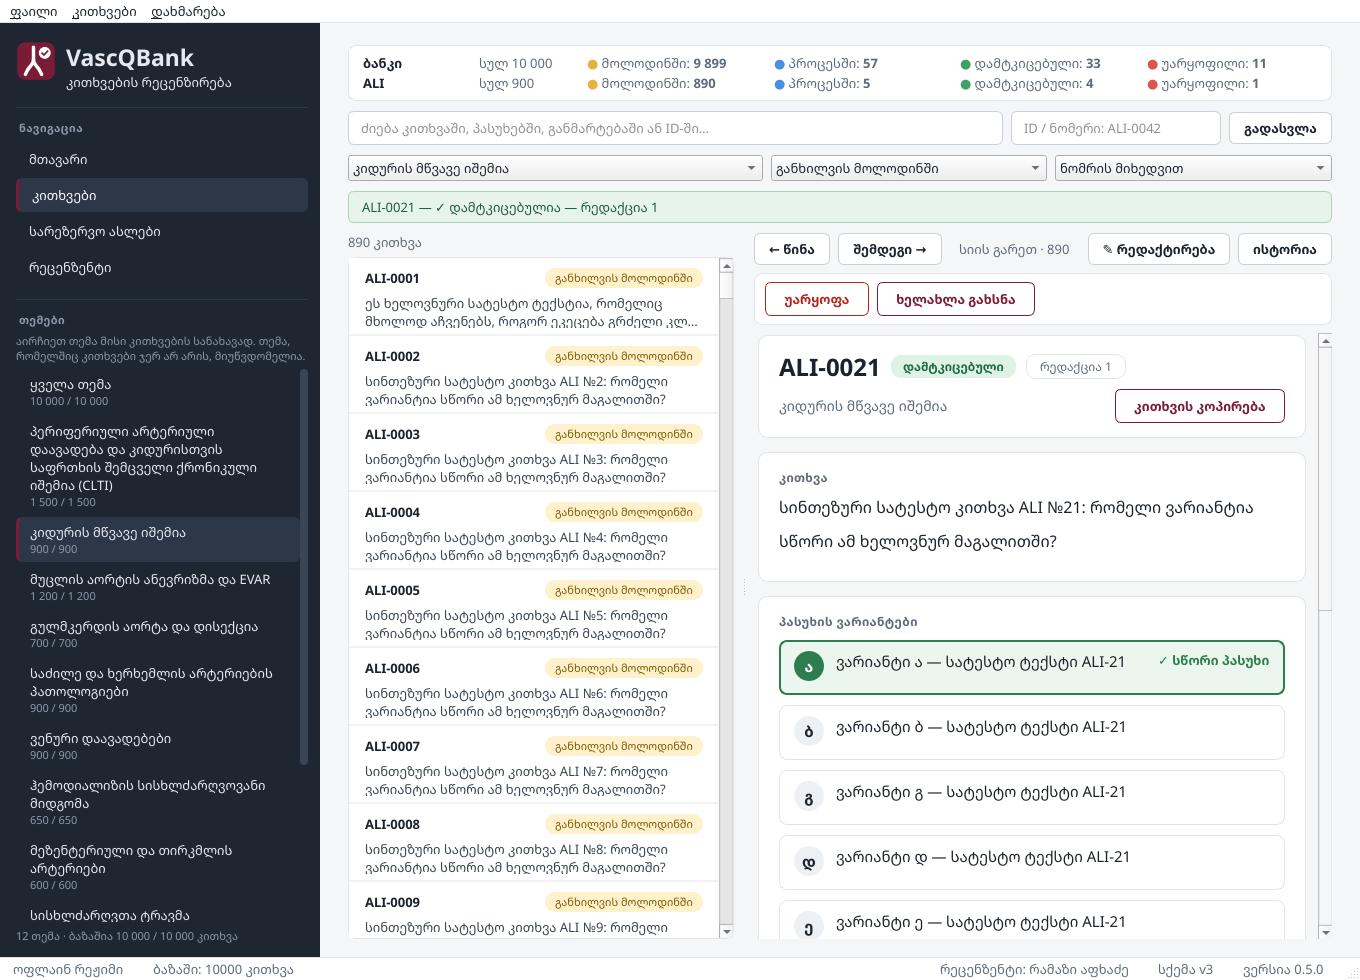 ფაილი კითხვები დახმარება
VascQBank
კითხვების რეცენზირება
ნავიგაცია
მთავარი
კითხვები
სარეზერვო ასლები
რეცენზენტი
თემები
აირჩიეთ თემა მისი კითხვების სანახავად. თემა,
რომელშიც კითხვები ჯერ არ არის, მიუწვდომელია.
ყველა თემა
10 000 / 10 000
პერიფერიული არტერიული
დაავადება და კიდურისთვის
საფრთხის შემცველი ქრონიკული
იშემია (CLTI)
1 500 / 1 500
კიდურის მწვავე იშემია
900 / 900
მუცლის აორტის ანევრიზმა და EVAR
1 200 / 1 200
გულმკერდის აორტა და დისექცია
700 / 700
საძილე და ხერხემლის არტერიების
პათოლოგიები
900 / 900
ვენური დაავადებები
900 / 900
ჰემოდიალიზის სისხლძარღვოვანი
მიდგომა
650 / 650
მეზენტერიული და თირკმლის
არტერიები
600 / 600
სისხლძარღვთა ტრავმა
12 თემა · ბაზაშია 10 000 / 10 000 კითხვა
ბანკი სულ 10 000 მოლოდინში: 9 899 პროცესში: 57 დამტკიცებული: 33 უარყოფილი: 11
ALI სულ 900 მოლოდინში: 890 პროცესში: 5 დამტკიცებული: 4 უარყოფილი: 1
ძიება კითხვაში, პასუხებში, განმარტებაში ან ID-ში… ID / ნომერი: ALI-0042 გადასვლა
კიდურის მწვავე იშემია განხილვის მოლოდინში ნომრის მიხედვით
ALI-0021 — ✓ დამტკიცებულია — რედაქცია 1
890 კითხვა
ALI-0001 განხილვის მოლოდინში
ეს ხელოვნური სატესტო ტექსტია, რომელიც
მხოლოდ აჩვენებს, როგორ იკეცება გრძელი კლ…
ALI-0002 განხილვის მოლოდინში
სინთეზური სატესტო კითხვა ALI №2: რომელი
ვარიანტია სწორი ამ ხელოვნურ მაგალითში?
ALI-0003 განხილვის მოლოდინში
სინთეზური სატესტო კითხვა ALI №3: რომელი
ვარიანტია სწორი ამ ხელოვნურ მაგალითში?
ALI-0004 განხილვის მოლოდინში
სინთეზური სატესტო კითხვა ALI №4: რომელი
ვარიანტია სწორი ამ ხელოვნურ მაგალითში?
ALI-0005 განხილვის მოლოდინში
სინთეზური სატესტო კითხვა ALI №5: რომელი
ვარიანტია სწორი ამ ხელოვნურ მაგალითში?
ALI-0006 განხილვის მოლოდინში
სინთეზური სატესტო კითხვა ALI №6: რომელი
ვარიანტია სწორი ამ ხელოვნურ მაგალითში?
ALI-0007 განხილვის მოლოდინში
სინთეზური სატესტო კითხვა ALI №7: რომელი
ვარიანტია სწორი ამ ხელოვნურ მაგალითში?
ALI-0008 განხილვის მოლოდინში
სინთეზური სატესტო კითხვა ALI №8: რომელი
ვარიანტია სწორი ამ ხელოვნურ მაგალითში?
ALI-0009 განხილვის მოლოდინში
სინთეზური სატესტო კითხვა ALI №9: რომელი
← წინა შემდეგი → სიის გარეთ · 890 ✎ რედაქტირება ისტორია
უარყოფა ხელახლა გახსნა
ALI-0021 დამტკიცებული რედაქცია 1
კიდურის მწვავე იშემია კითხვის კოპირება
კითხვა
სინთეზური სატესტო კითხვა ALI №21: რომელი ვარიანტია
სწორი ამ ხელოვნურ მაგალითში?
პასუხის ვარიანტები
ა ვარიანტი ა — სატესტო ტექსტი ALI-21 ✓ სწორი პასუხი
ბ ვარიანტი ბ — სატესტო ტექსტი ALI-21
გ ვარიანტი გ — სატესტო ტექსტი ALI-21
დ ვარიანტი დ — სატესტო ტექსტი ALI-21
ე ვარიანტი ე — სატესტო ტექსტი ALI-21
ოფლაინ რეჟიმი ბაზაში: 10000 კითხვა რეცენზენტი: რამაზი აფხაძე სქემა v3 ვერსია 0.5.0